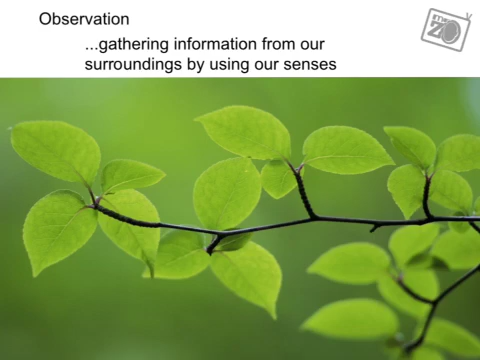 Observation
...gathering information from our
surroundings by using our senses